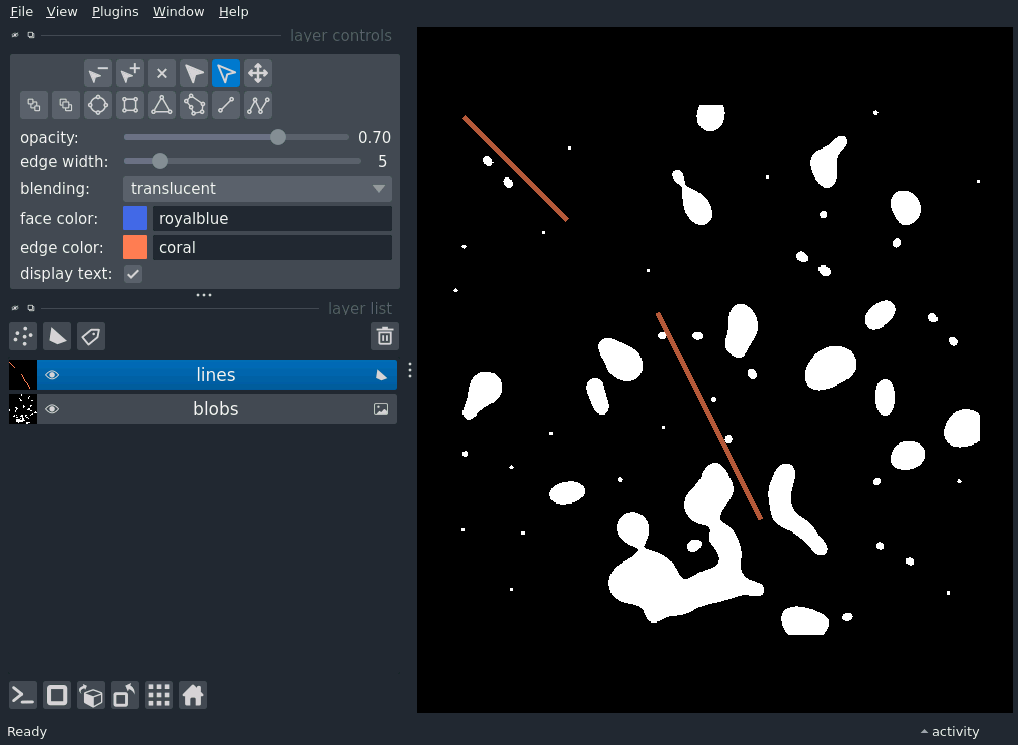 File View Plugins Window Help
layer controls
opacity: 0.70
edge width: 5
blending: translucent
face color: royalblue
edge color: coral
display text:
layer list
lines
blobs
Ready activity